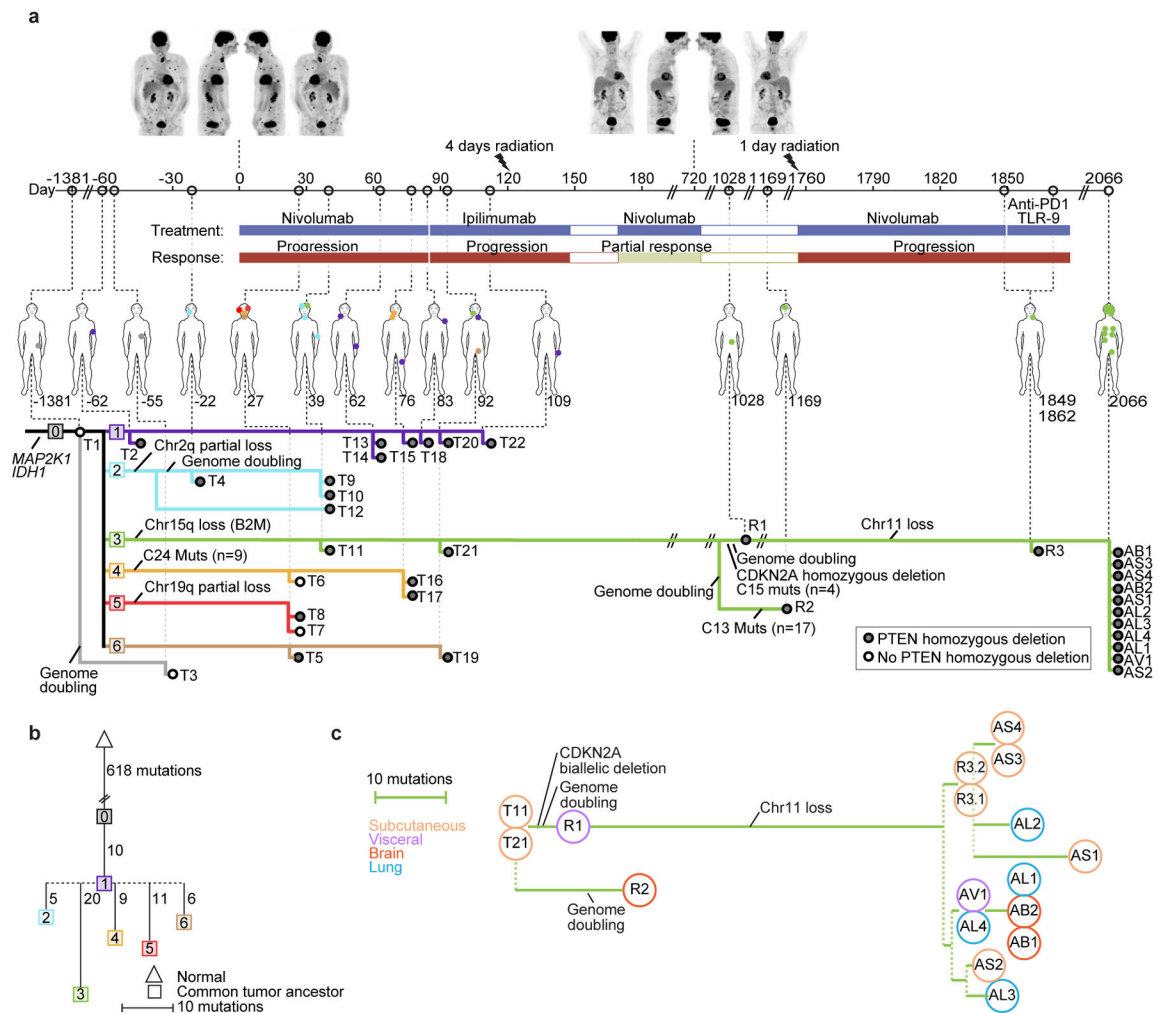 a
4 days radiation
1 day radiation
Day
-1381 -60 -30 0 30 60 90 120 150 180 720 1028 1169 1760 1790 1820 1850 2066
Anti-PD1
TLR-9
Treatment:
Nivolumab
Ipilimumab
Nivolumab
Nivolumab
Response:
Progression
Progression
Partial response
Progression
-1381 -62 -55 -22 27 39 62 76 83 92 109 1028 1169 1849 2066
1862
0
MAP2K1
IDH1
T1
1
T2
T13
T14
T15
T18
T20
T22
Chr2q partial loss
Genome doubling
2
T4
T9
T10
T12
Chr15q loss (B2M)
3
T11
T21
R1
Chr11 loss
R3
Genome doubling
CDKN2A homozygous deletion
C15 muts (n=4)
Genome doubling
R2
C13 Muts (n=17)
C24 Muts (n=9)
4
T6
T16
T17
Chr19q partial loss
5
T8
T7
6
T5
T19
Genome
doubling
T3
AB1
AS3
AS4
AB2
AS1
AL2
AL3
AL4
AL1
AV1
AS2
PTEN homozygous deletion
No PTEN homozygous deletion
b
618 mutations
0
10
1
5 20 9 11 6
2
3
4
5
6
Normal
Common tumor ancestor
10 mutations
c
10 mutations
Subcutaneous
Visceral
Brain
Lung
CDKN2A
biallelic deletion
Genome
doubling
T11
T21
R1
R2
Genome
doubling
Chr11 loss
AS4
AS3
R3.2
R3.1
AL2
AS1
AV1
AL4
AL1
AB2
AB1
AS2
AL3